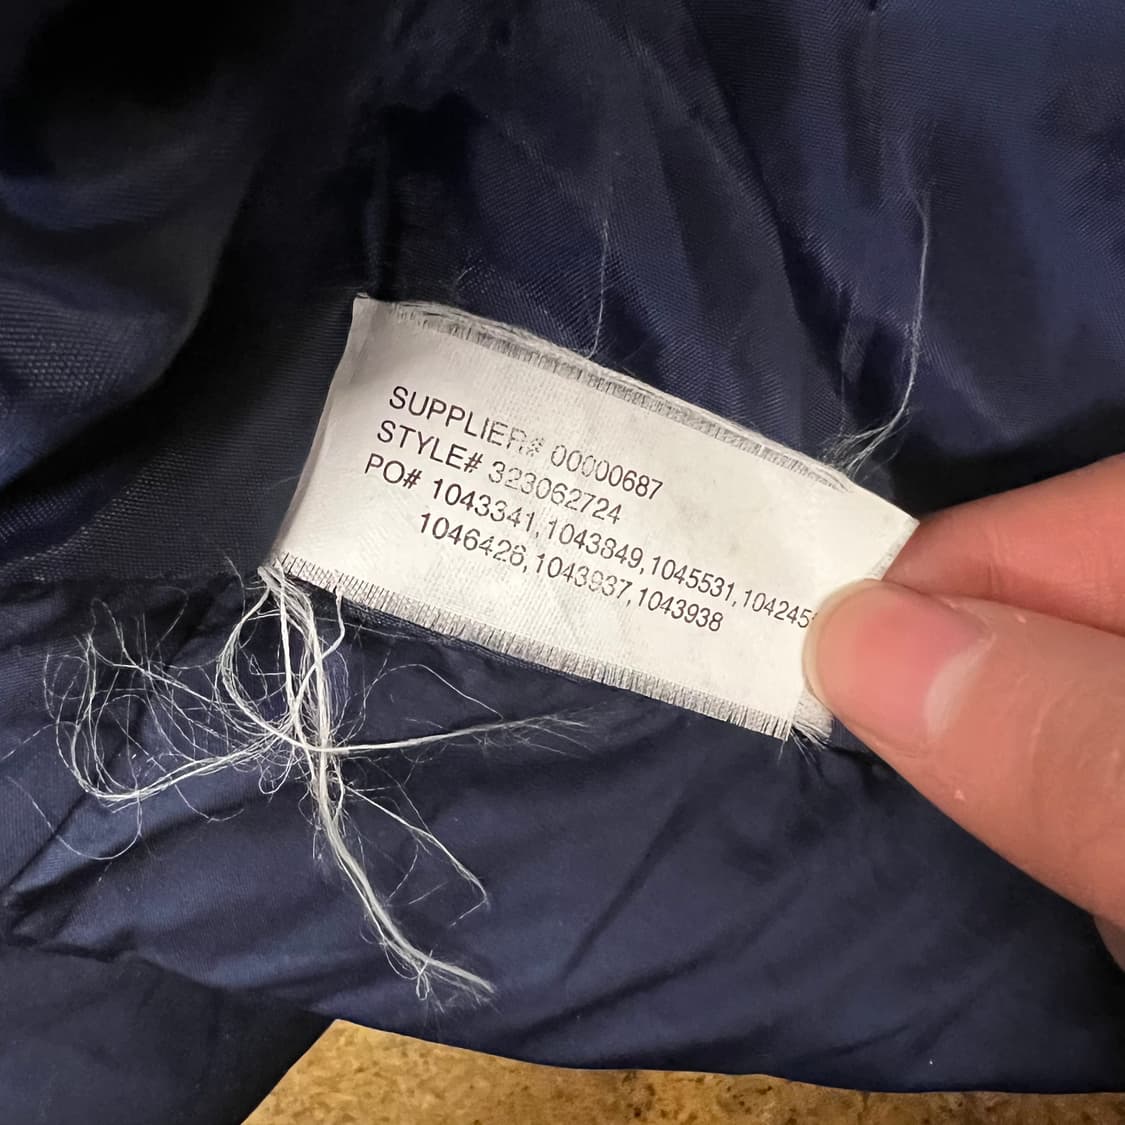 SUPPLIER# 00000687
STYLE# 323062724
PO# 1043341,1043849,1045531,
1046426,1043937,1043938